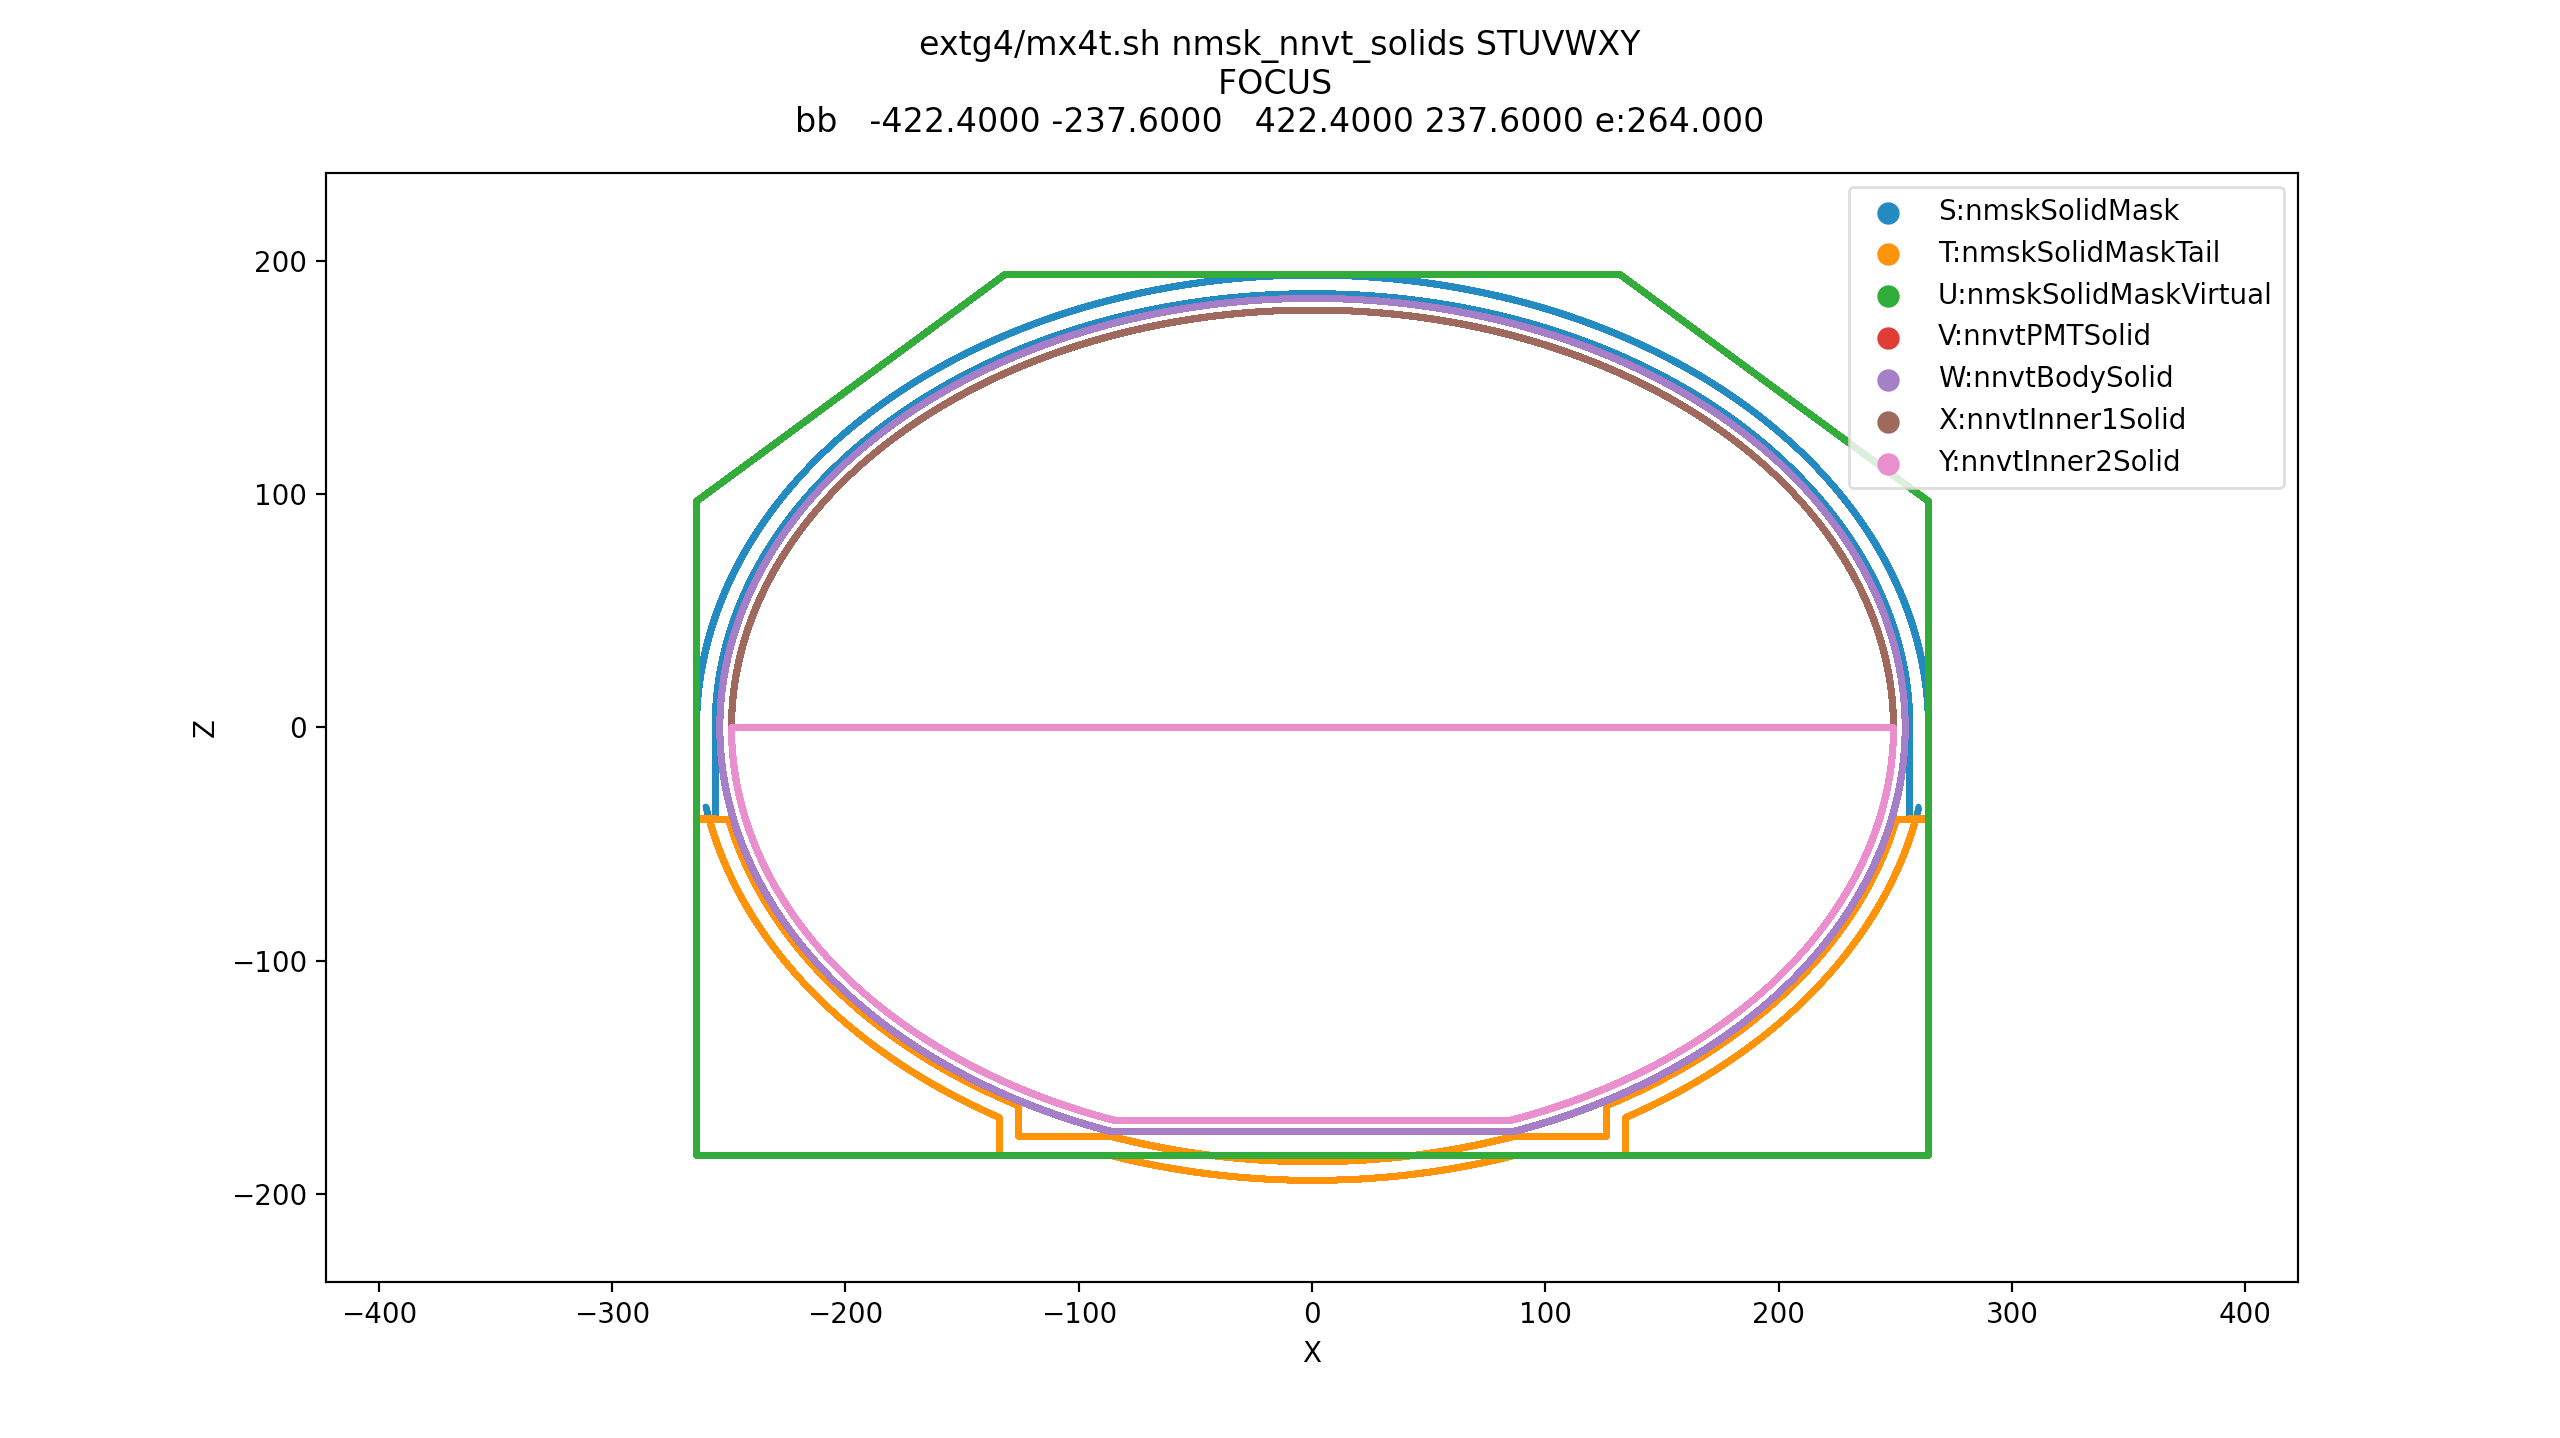 extg4/mx4t.sh nmsk_nnvt_solids STUVWXY
FOCUS
bb   -422.4000 -237.6000   422.4000 237.6000 e:264.000
S:nmskSolidMask
T:nmskSolidMaskTail
U:nmskSolidMaskVirtual
V:nnvtPMTSolid
W:nnvtBodySolid
X:nnvtInner1Solid
Y:nnvtInner2Solid
200
100
0
−100
−200
Z
−400
−300
−200
−100
0
100
200
300
400
X